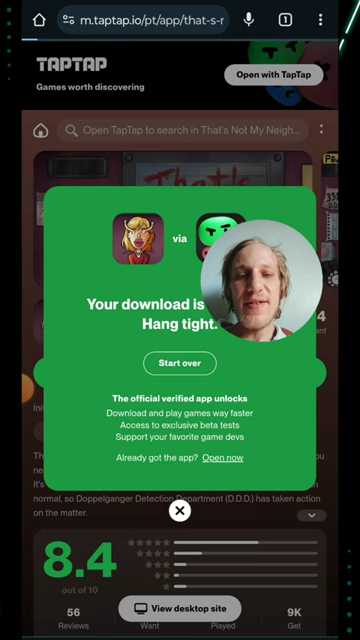 m.taptap.io/pt/app/that-s-r
1
TAPTAP
Games worth discovering
Open with TapTap
Open TapTap to search in That's Not My Neigh...
That's
via
Your download is
Hang tight.
Start over
The official verified app unlocks
Download and play games way faster
Access to exclusive beta tests
Support your favorite game devs
Already got the app? Open now
normal, so Doppelganger Detection Department (D.D.D.) has taken action
on the matter.
8.4
out of 10
56
Reviews
Want
Played
9K
Get
View desktop site